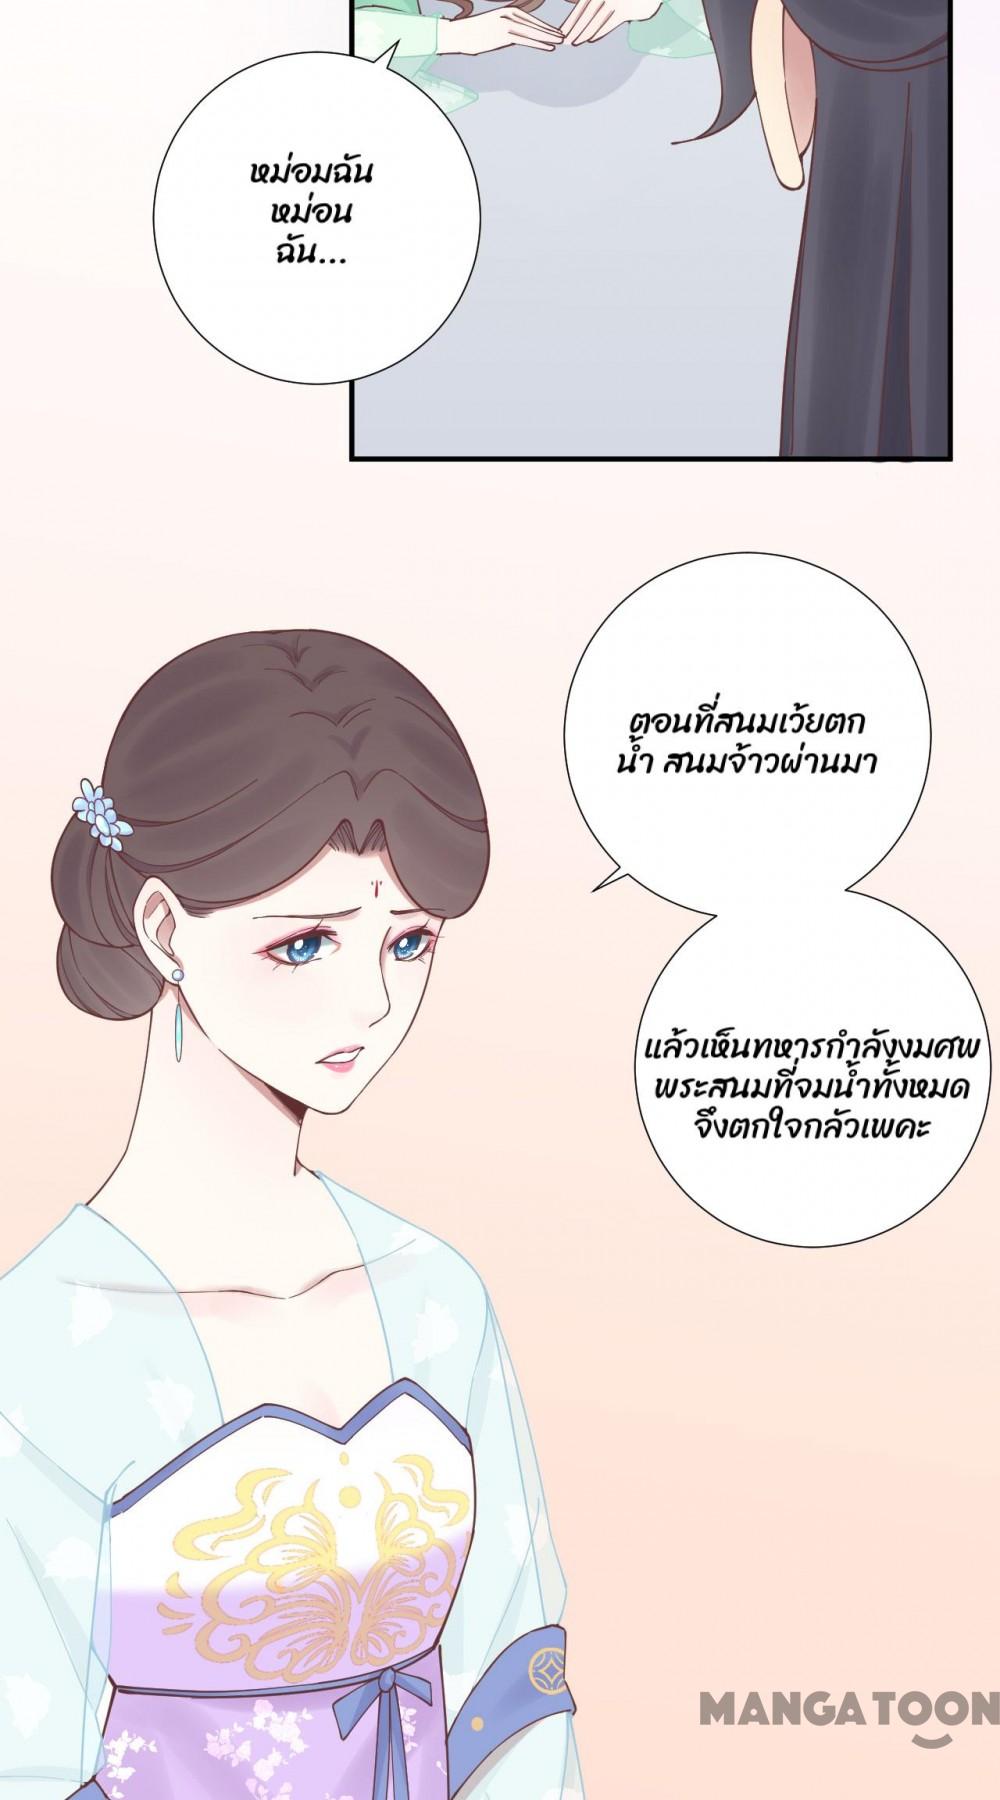 หม่อมฉัน
หม่อน
ฉัน...
ตอนที่สนมเว้ยตก
น้ำ สนมจ้าวผ่านมา
แล้วเห็นทหารกำลังงมศพ
พระสนมที่จมน้ำทั้งหมด
จึงตกใจกลัวเพคะ
MANGATOON